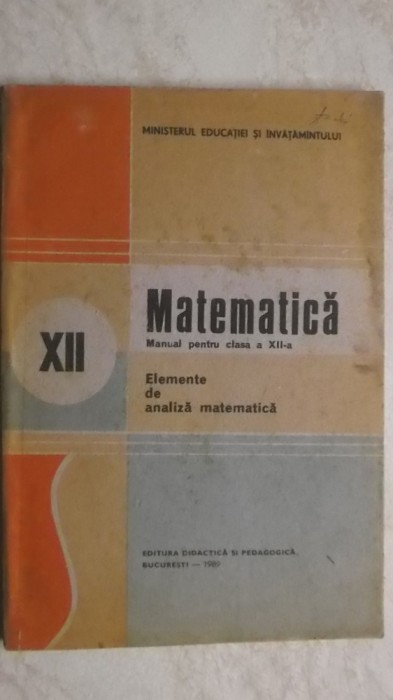 MINISTERUL EDUCAȚIEI ȘI ÎNVĂȚĂMÎNTULUI
XII
Matematică
Manual pentru clasa a XII-a
Elemente
de
analiză matematică
EDITURA DIDACTICĂ ȘI PEDAGOGICĂ,
BUCUREȘTI —